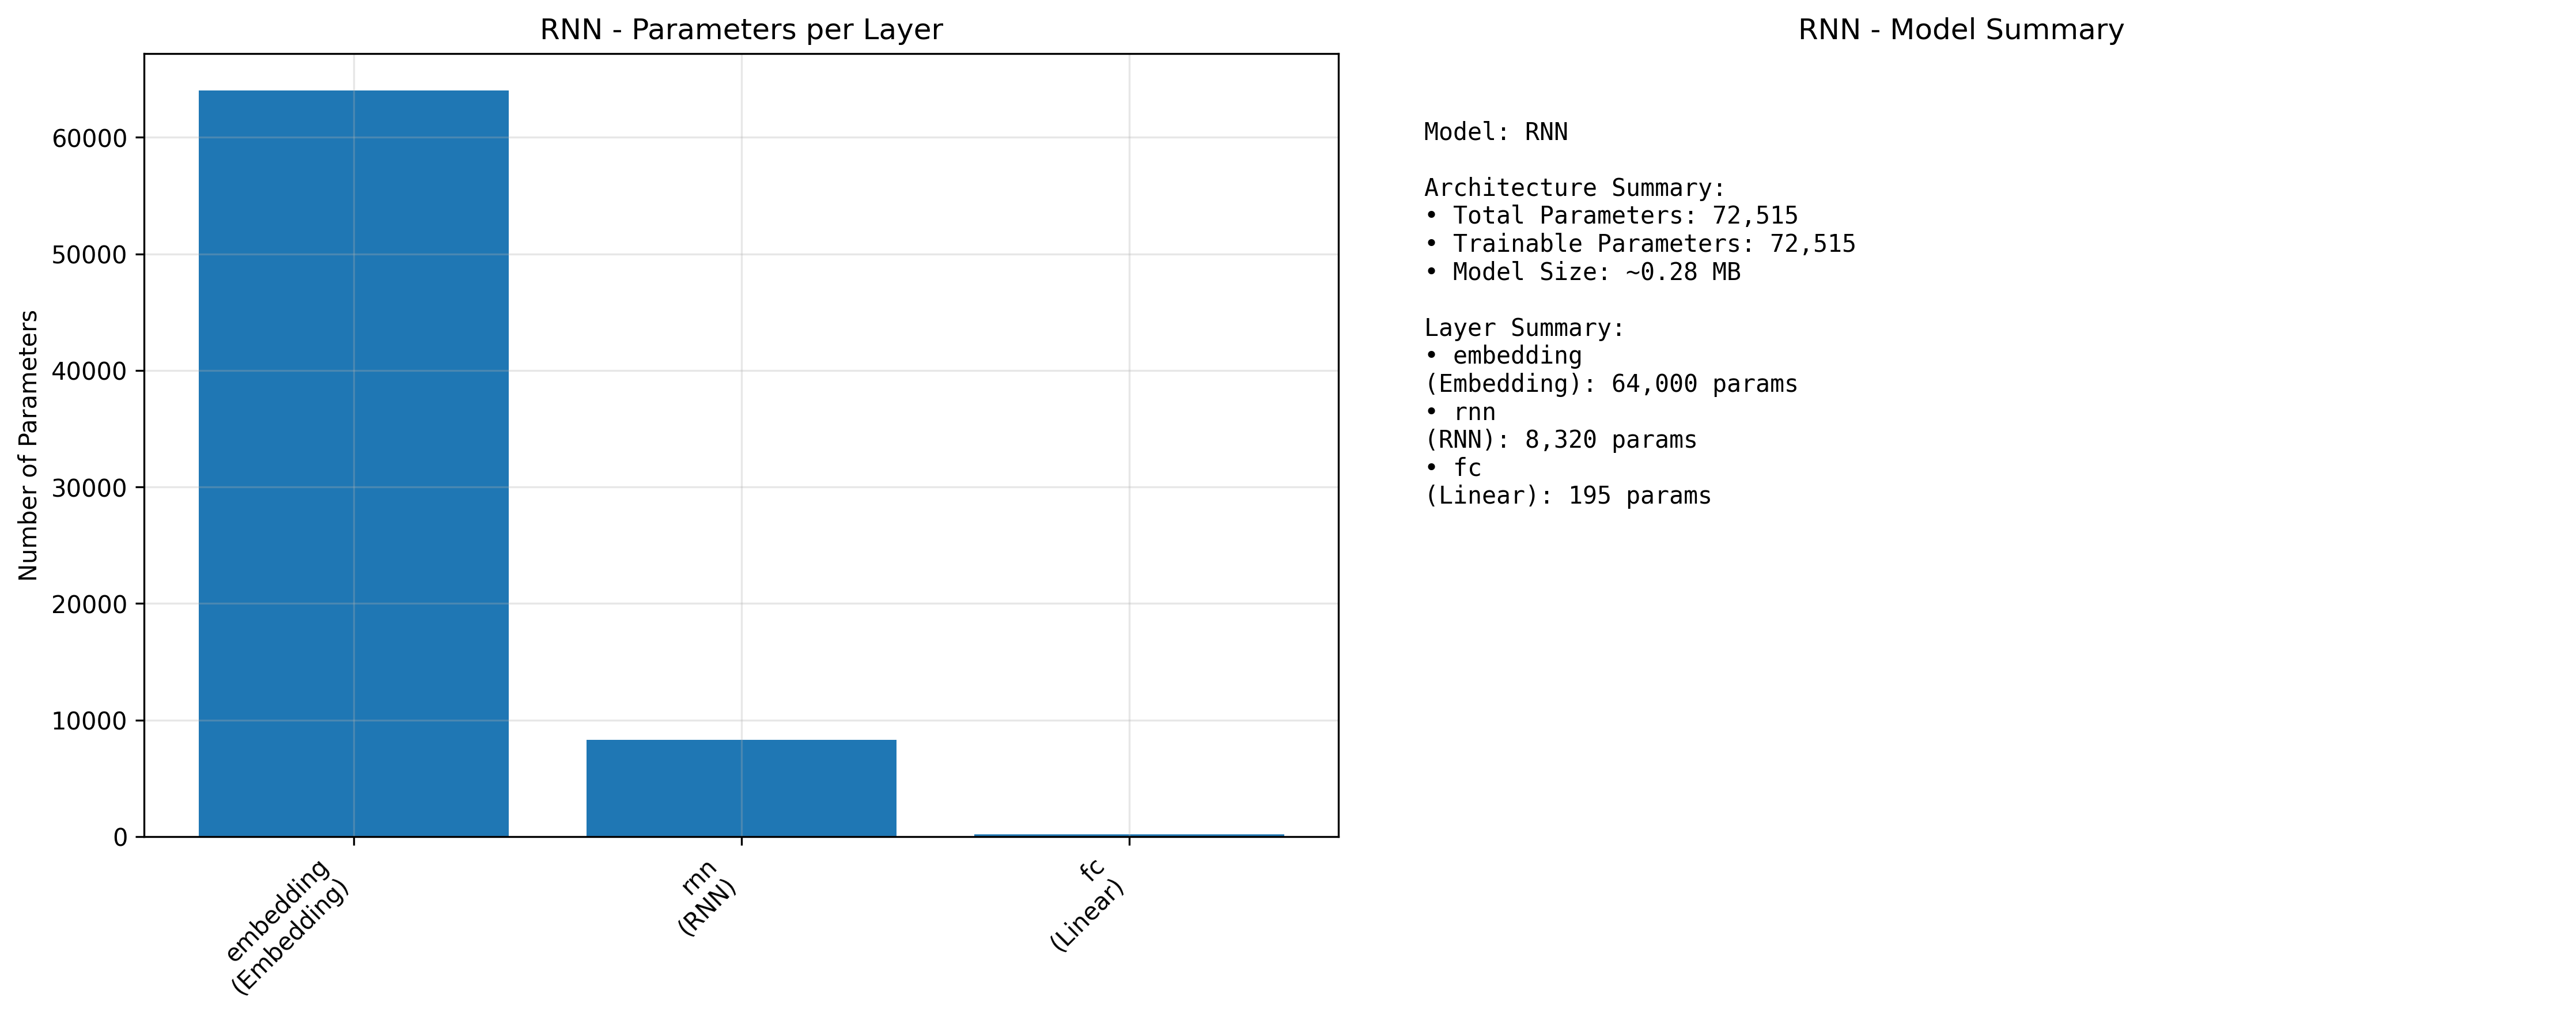 RNN - Parameters per Layer
Number of Parameters
60000
50000
40000
30000
20000
10000
0
embedding
(Embedding)
rnn
(RNN)
fc
(Linear)
RNN - Model Summary
Model: RNN
Architecture Summary:
• Total Parameters: 72,515
• Trainable Parameters: 72,515
• Model Size: ~0.28 MB
Layer Summary:
• embedding
(Embedding): 64,000 params
• rnn
(RNN): 8,320 params
• fc
(Linear): 195 params